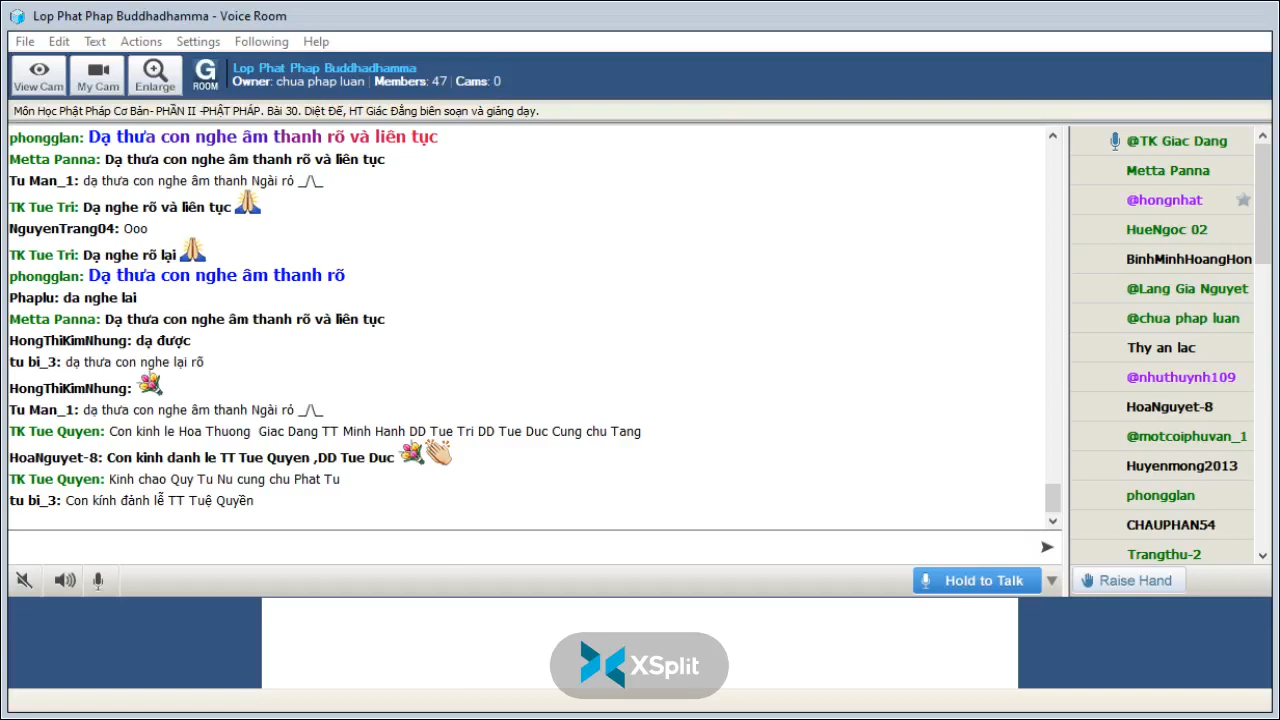 Lop Phat Phap Buddhadhamma - Voice Room
File Edit Text Actions Settings Following Help
View Cam My Cam Enlarge G ROOM
Lop Phat Phap Buddhadhamma
Owner: chua phap luan | Members: 47 | Cams: 0
Môn Học Phật Pháp Cơ Bản- PHẦN II -PHẬT PHÁP. Bài 30. Diệt Đế, HT Giác Đẳng biên soạn và giảng dạy.
phongglan: Dạ thưa con nghe âm thanh rõ và liên tục
Metta Panna: Dạ thưa con nghe âm thanh rõ và liên tục
Tu Man_1: dạ thưa con nghe âm thanh Ngài rỏ _/\_
TK Tue Tri: Dạ nghe rõ và liên tục
NguyenTrang04: Ooo
TK Tue Tri: Dạ nghe rõ lại
phongglan: Dạ thưa con nghe âm thanh rõ
Phaplu: da nghe lai
Metta Panna: Dạ thưa con nghe âm thanh rõ và liên tục
HongThiKimNhung: dạ được
tu bi_3: dạ thưa con nghe lại rõ
HongThiKimNhung:
Tu Man_1: dạ thưa con nghe âm thanh Ngài rỏ _/\_
TK Tue Quyen: Con kinh le Hoa Thuong Giac Dang TT Minh Hanh DD Tue Tri DD Tue Duc Cung chu Tang
HoaNguyet-8: Con kinh danh le TT Tue Quyen ,DD Tue Duc
TK Tue Quyen: Kinh chao Quy Tu Nu cung chu Phat Tu
tu bi_3: Con kính đảnh lễ TT Tuệ Quyền
@TK Giac Dang
Metta Panna
@hongnhat
HueNgoc 02
BinhMinhHoangHon
@Lang Gia Nguyet
@chua phap luan
Thy an lac
@nhuthuynh109
HoaNguyet-8
@motcoiphuvan_1
Huyenmong2013
phongglan
CHAUPHAN54
Trangthu-2
Hold to Talk
Raise Hand
XSplit